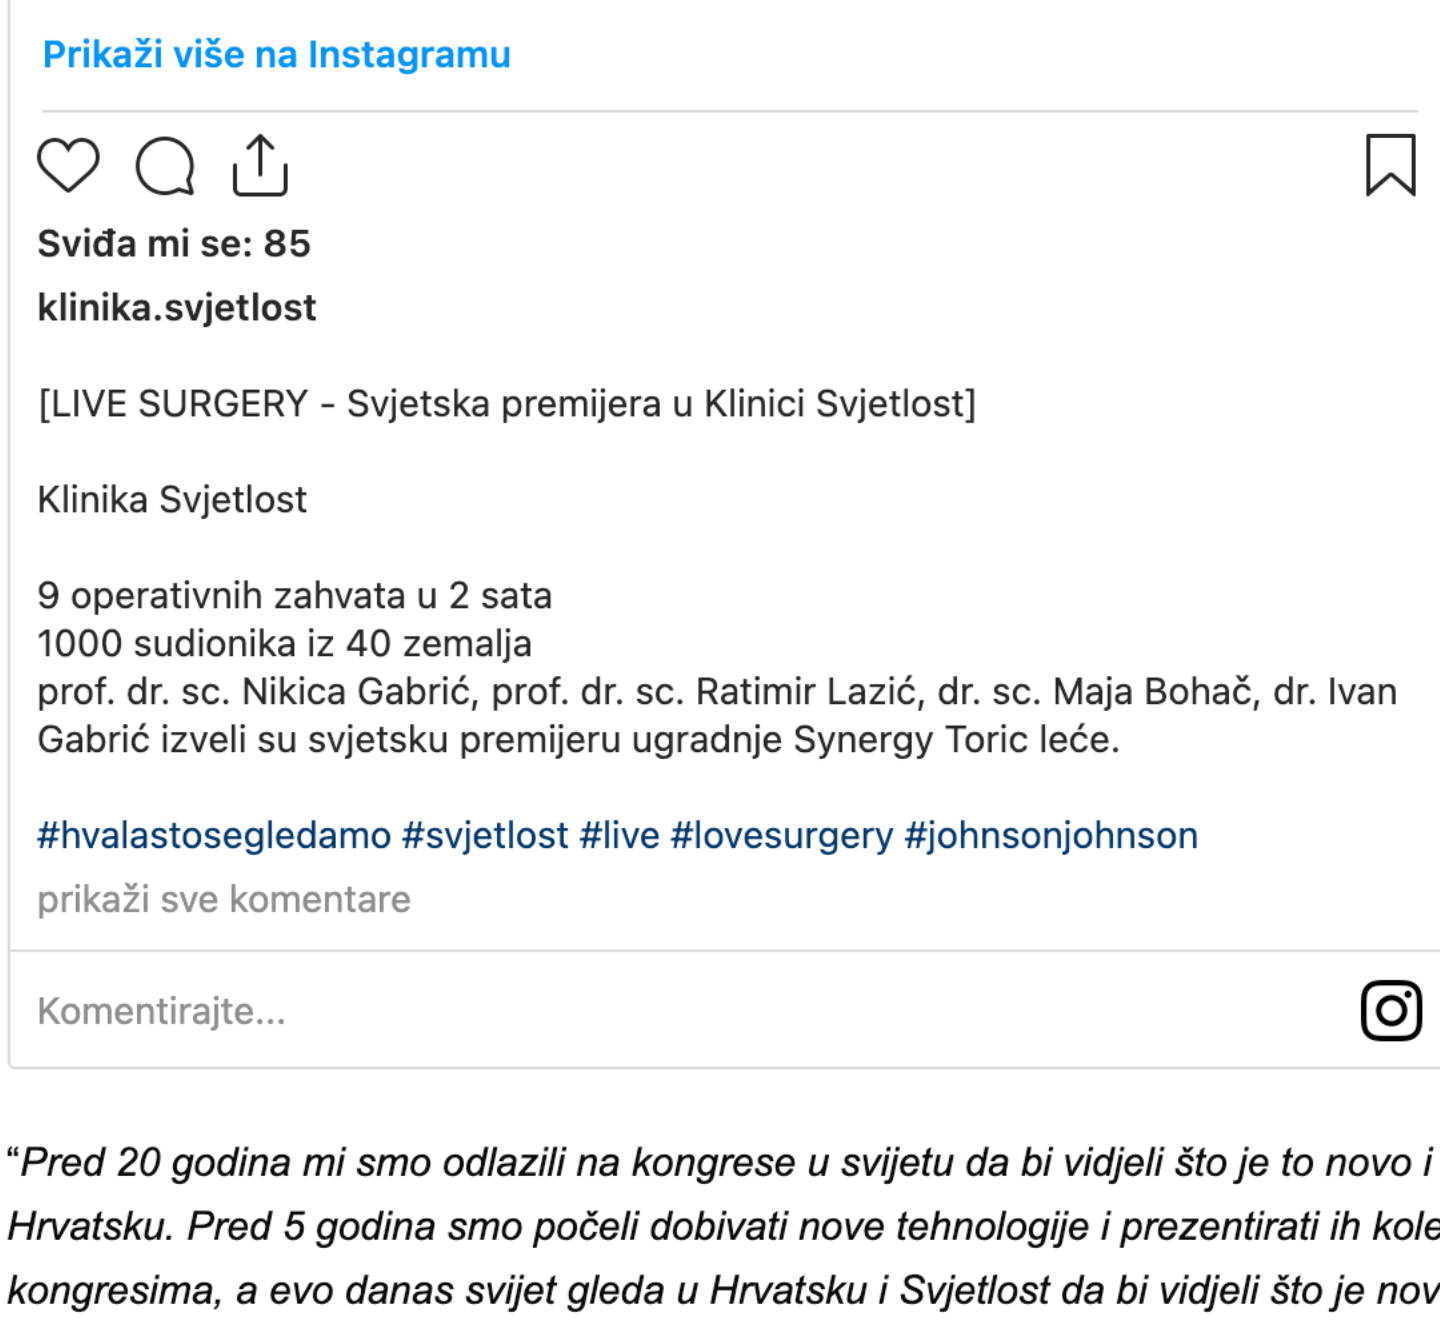 Prikaži više na Instagramu
Sviđa mi se: 85
klinika.svjetlost
[LIVE SURGERY - Svjetska premijera u Klinici Svjetlost]
Klinika Svjetlost
9 operativnih zahvata u 2 sata
1000 sudionika iz 40 zemalja
prof. dr. sc. Nikica Gabrić, prof. dr. sc. Ratimir Lazić, dr. sc. Maja Bohač, dr. Ivan
Gabrić izveli su svjetsku premijeru ugradnje Synergy Toric leće.
#hvalastosegledamo #svjetlost #live #lovesurgery #johnsonjohnson
prikaži sve komentare
Komentirajte...
“Pred 20 godina mi smo odlazili na kongrese u svijetu da bi vidjeli što je to novo i
Hrvatsku. Pred 5 godina smo počeli dobivati nove tehnologije i prezentirati ih kole
kongresima, a evo danas svijet gleda u Hrvatsku i Svjetlost da bi vidjeli što je nov